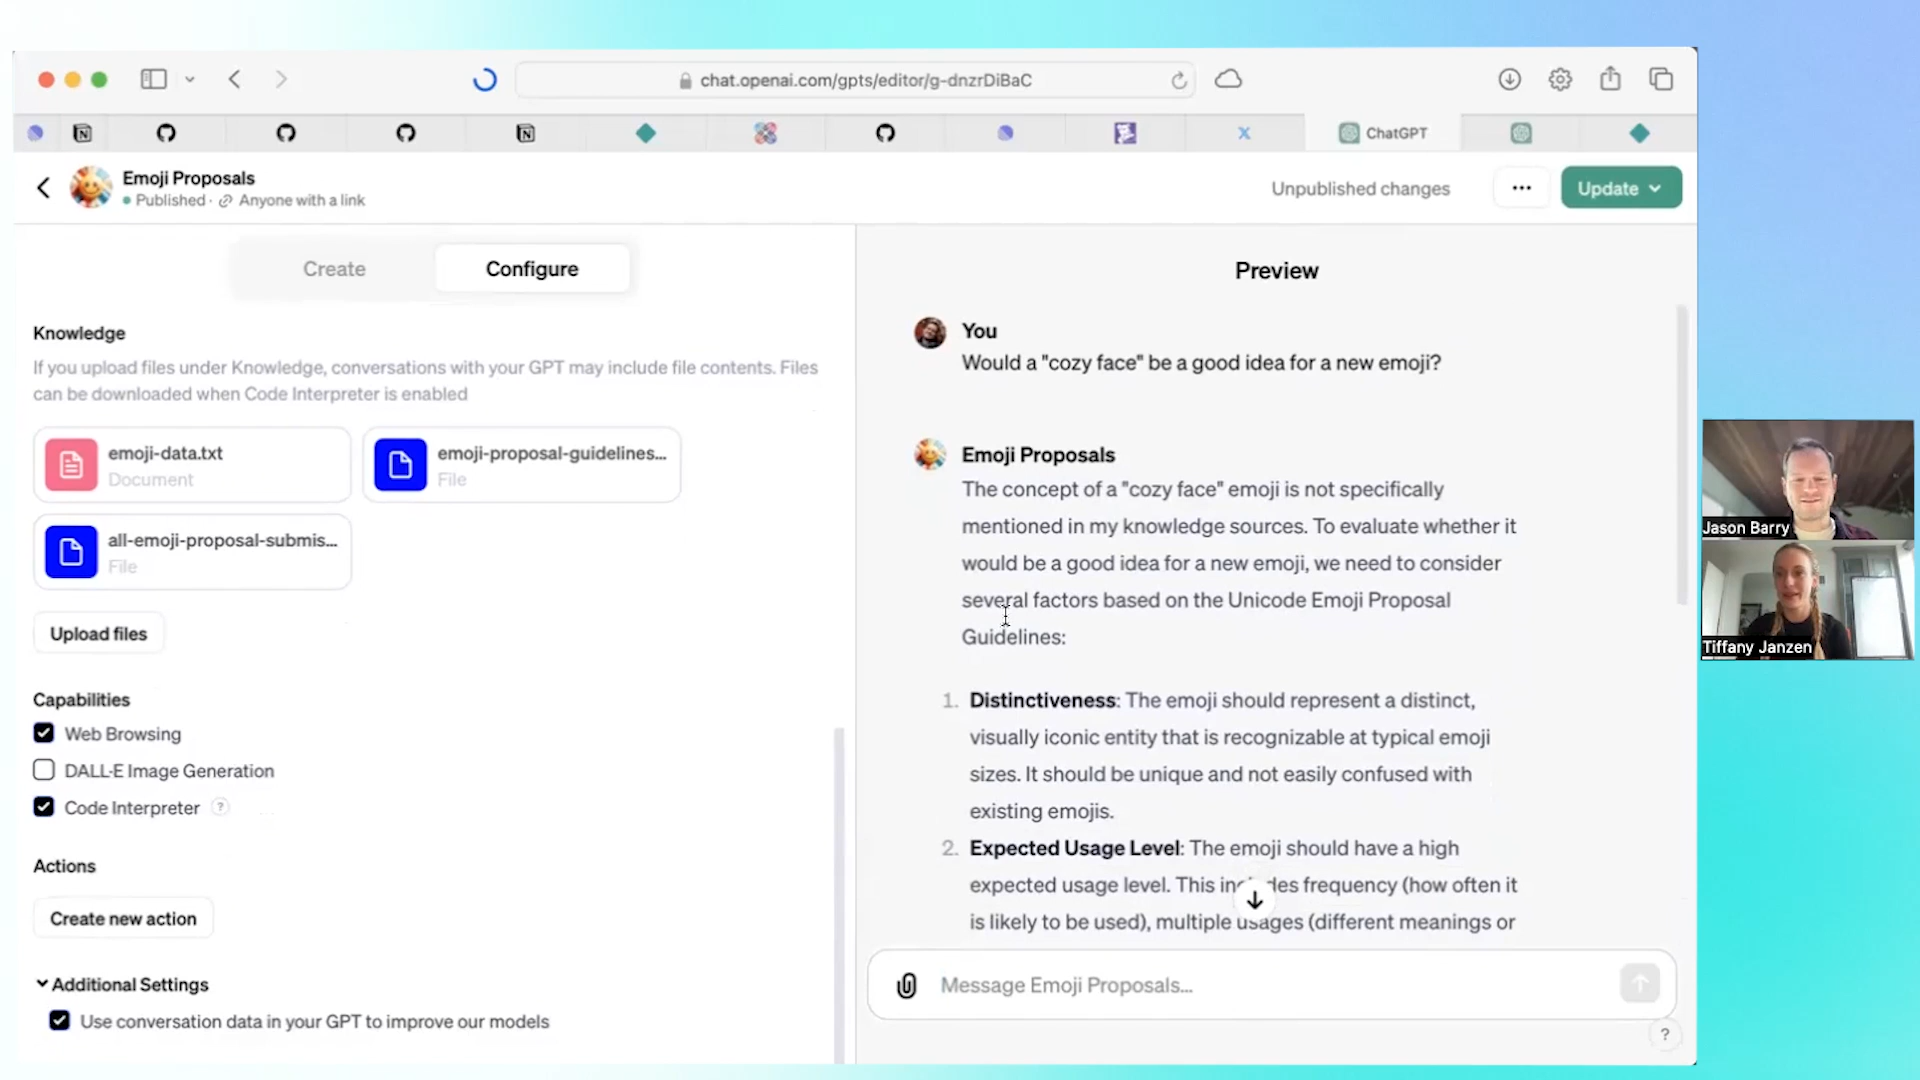 chat.openai.com/gpts/editor/g-dnzrDiBaC
ChatGPT
Emoji Proposals
Published · Anyone with a link
Unpublished changes
Update
Create
Configure
Knowledge
If you upload files under Knowledge, conversations with your GPT may include file contents. Files
can be downloaded when Code Interpreter is enabled
emoji-data.txt
Document
emoji-proposal-guidelines...
File
all-emoji-proposal-submis...
File
Upload files
Capabilities
Web Browsing
DALL·E Image Generation
Code Interpreter ?
Actions
Create new action
Additional Settings
Use conversation data in your GPT to improve our models
Preview
You
Would a "cozy face" be a good idea for a new emoji?
Emoji Proposals
The concept of a "cozy face" emoji is not specifically
mentioned in my knowledge sources. To evaluate whether it
would be a good idea for a new emoji, we need to consider
several factors based on the Unicode Emoji Proposal
Guidelines:
1. Distinctiveness: The emoji should represent a distinct,
visually iconic entity that is recognizable at typical emoji
sizes. It should be unique and not easily confused with
existing emojis.
2. Expected Usage Level: The emoji should have a high
expected usage level. This includes frequency (how often it
is likely to be used), multiple usages (different meanings or
Message Emoji Proposals...
?
Jason Barry
Tiffany Janzen